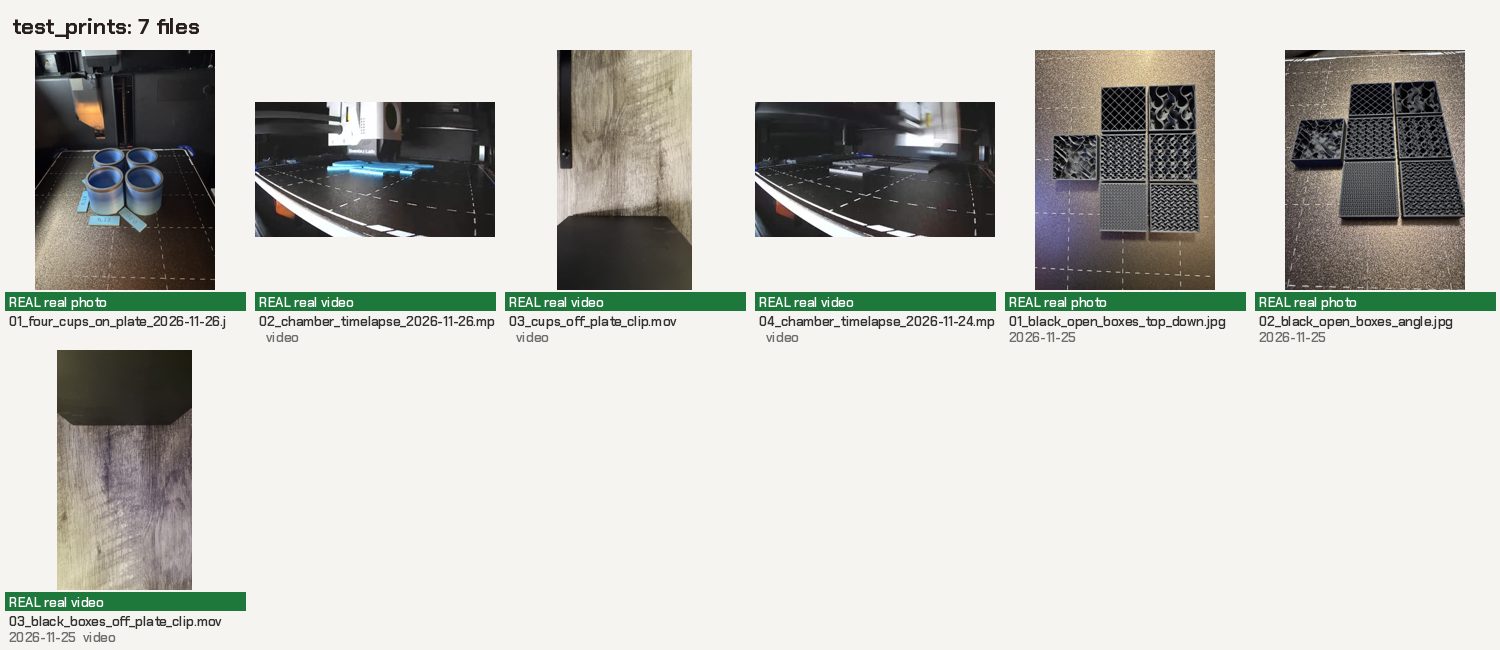 test_prints: 7 files
REAL real photo
01_four_cups_on_plate_2026-11-26.j
REAL real video
02_chamber_timelapse_2026-11-26.mp
video
REAL real video
03_cups_off_plate_clip.mov
video
REAL real video
04_chamber_timelapse_2026-11-24.mp
video
REAL real photo
01_black_open_boxes_top_down.jpg
2026-11-25
REAL real photo
02_black_open_boxes_angle.jpg
2026-11-25
REAL real video
03_black_boxes_off_plate_clip.mov
2026-11-25 video